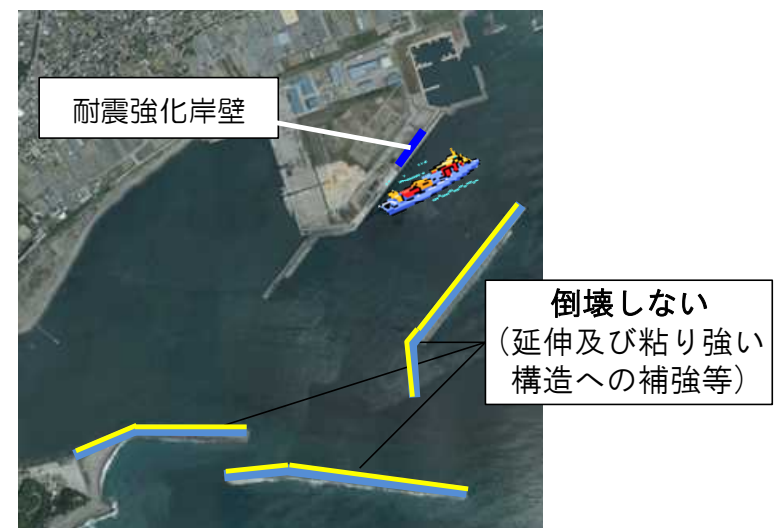 耐震強化岸壁
倒壊しない
（延伸及び粘り強い
構造への補強等）